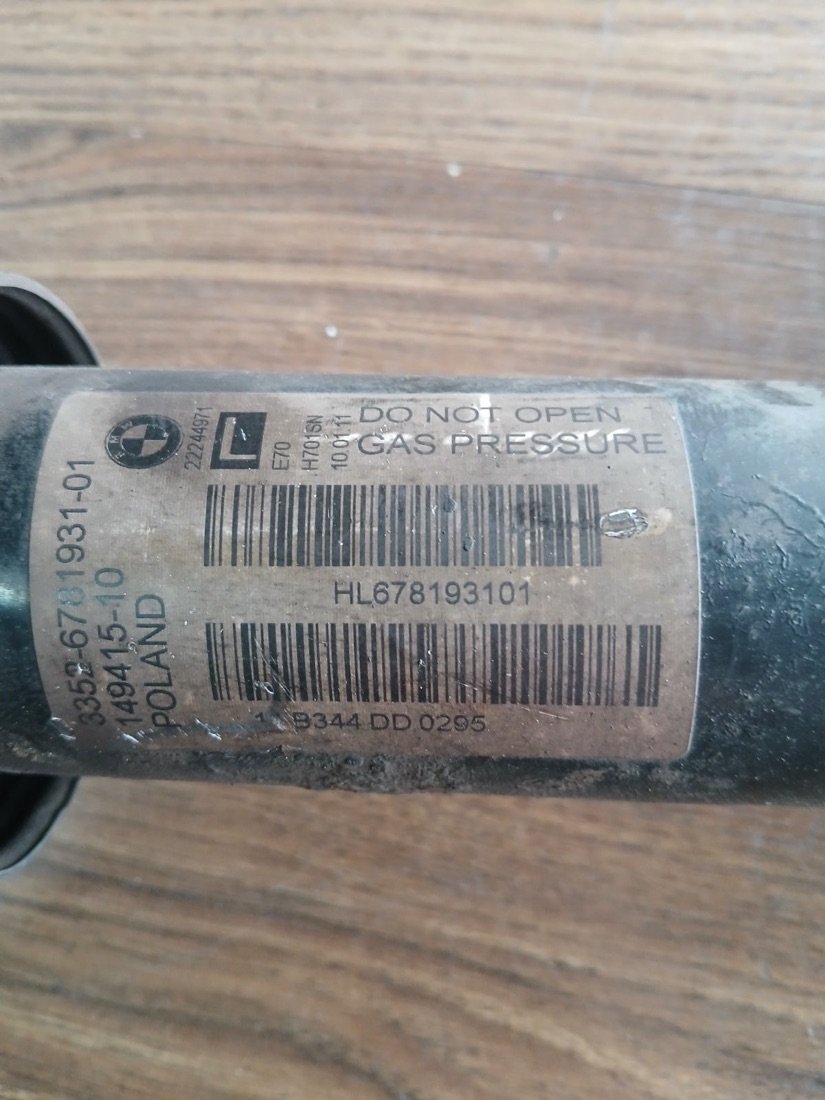 BMW
22244971
L
E70
H701SN
10.01.11
DO NOT OPEN
GAS PRESSURE
3352-6781931-01
149415-10
POLAND
HL678193101
B344 DD 0295